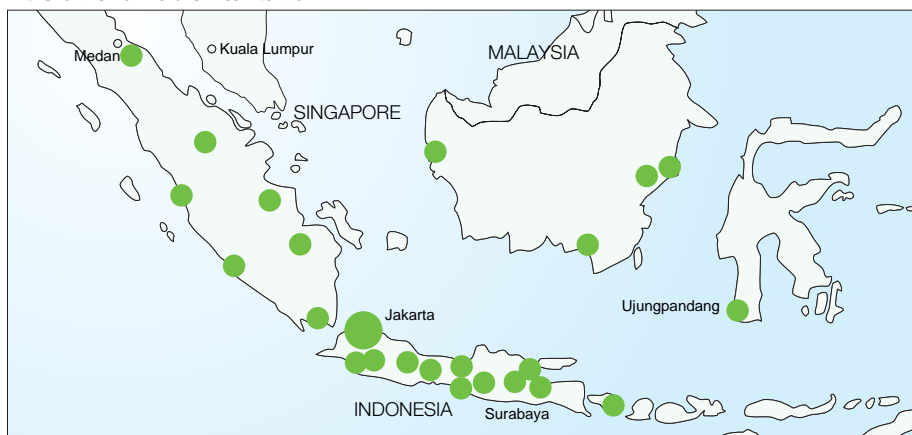 Kuala Lumpur
Medan
MALAYSIA
SINGAPORE
Ujungpandang
Jakarta
INDONESIA
Surabaya